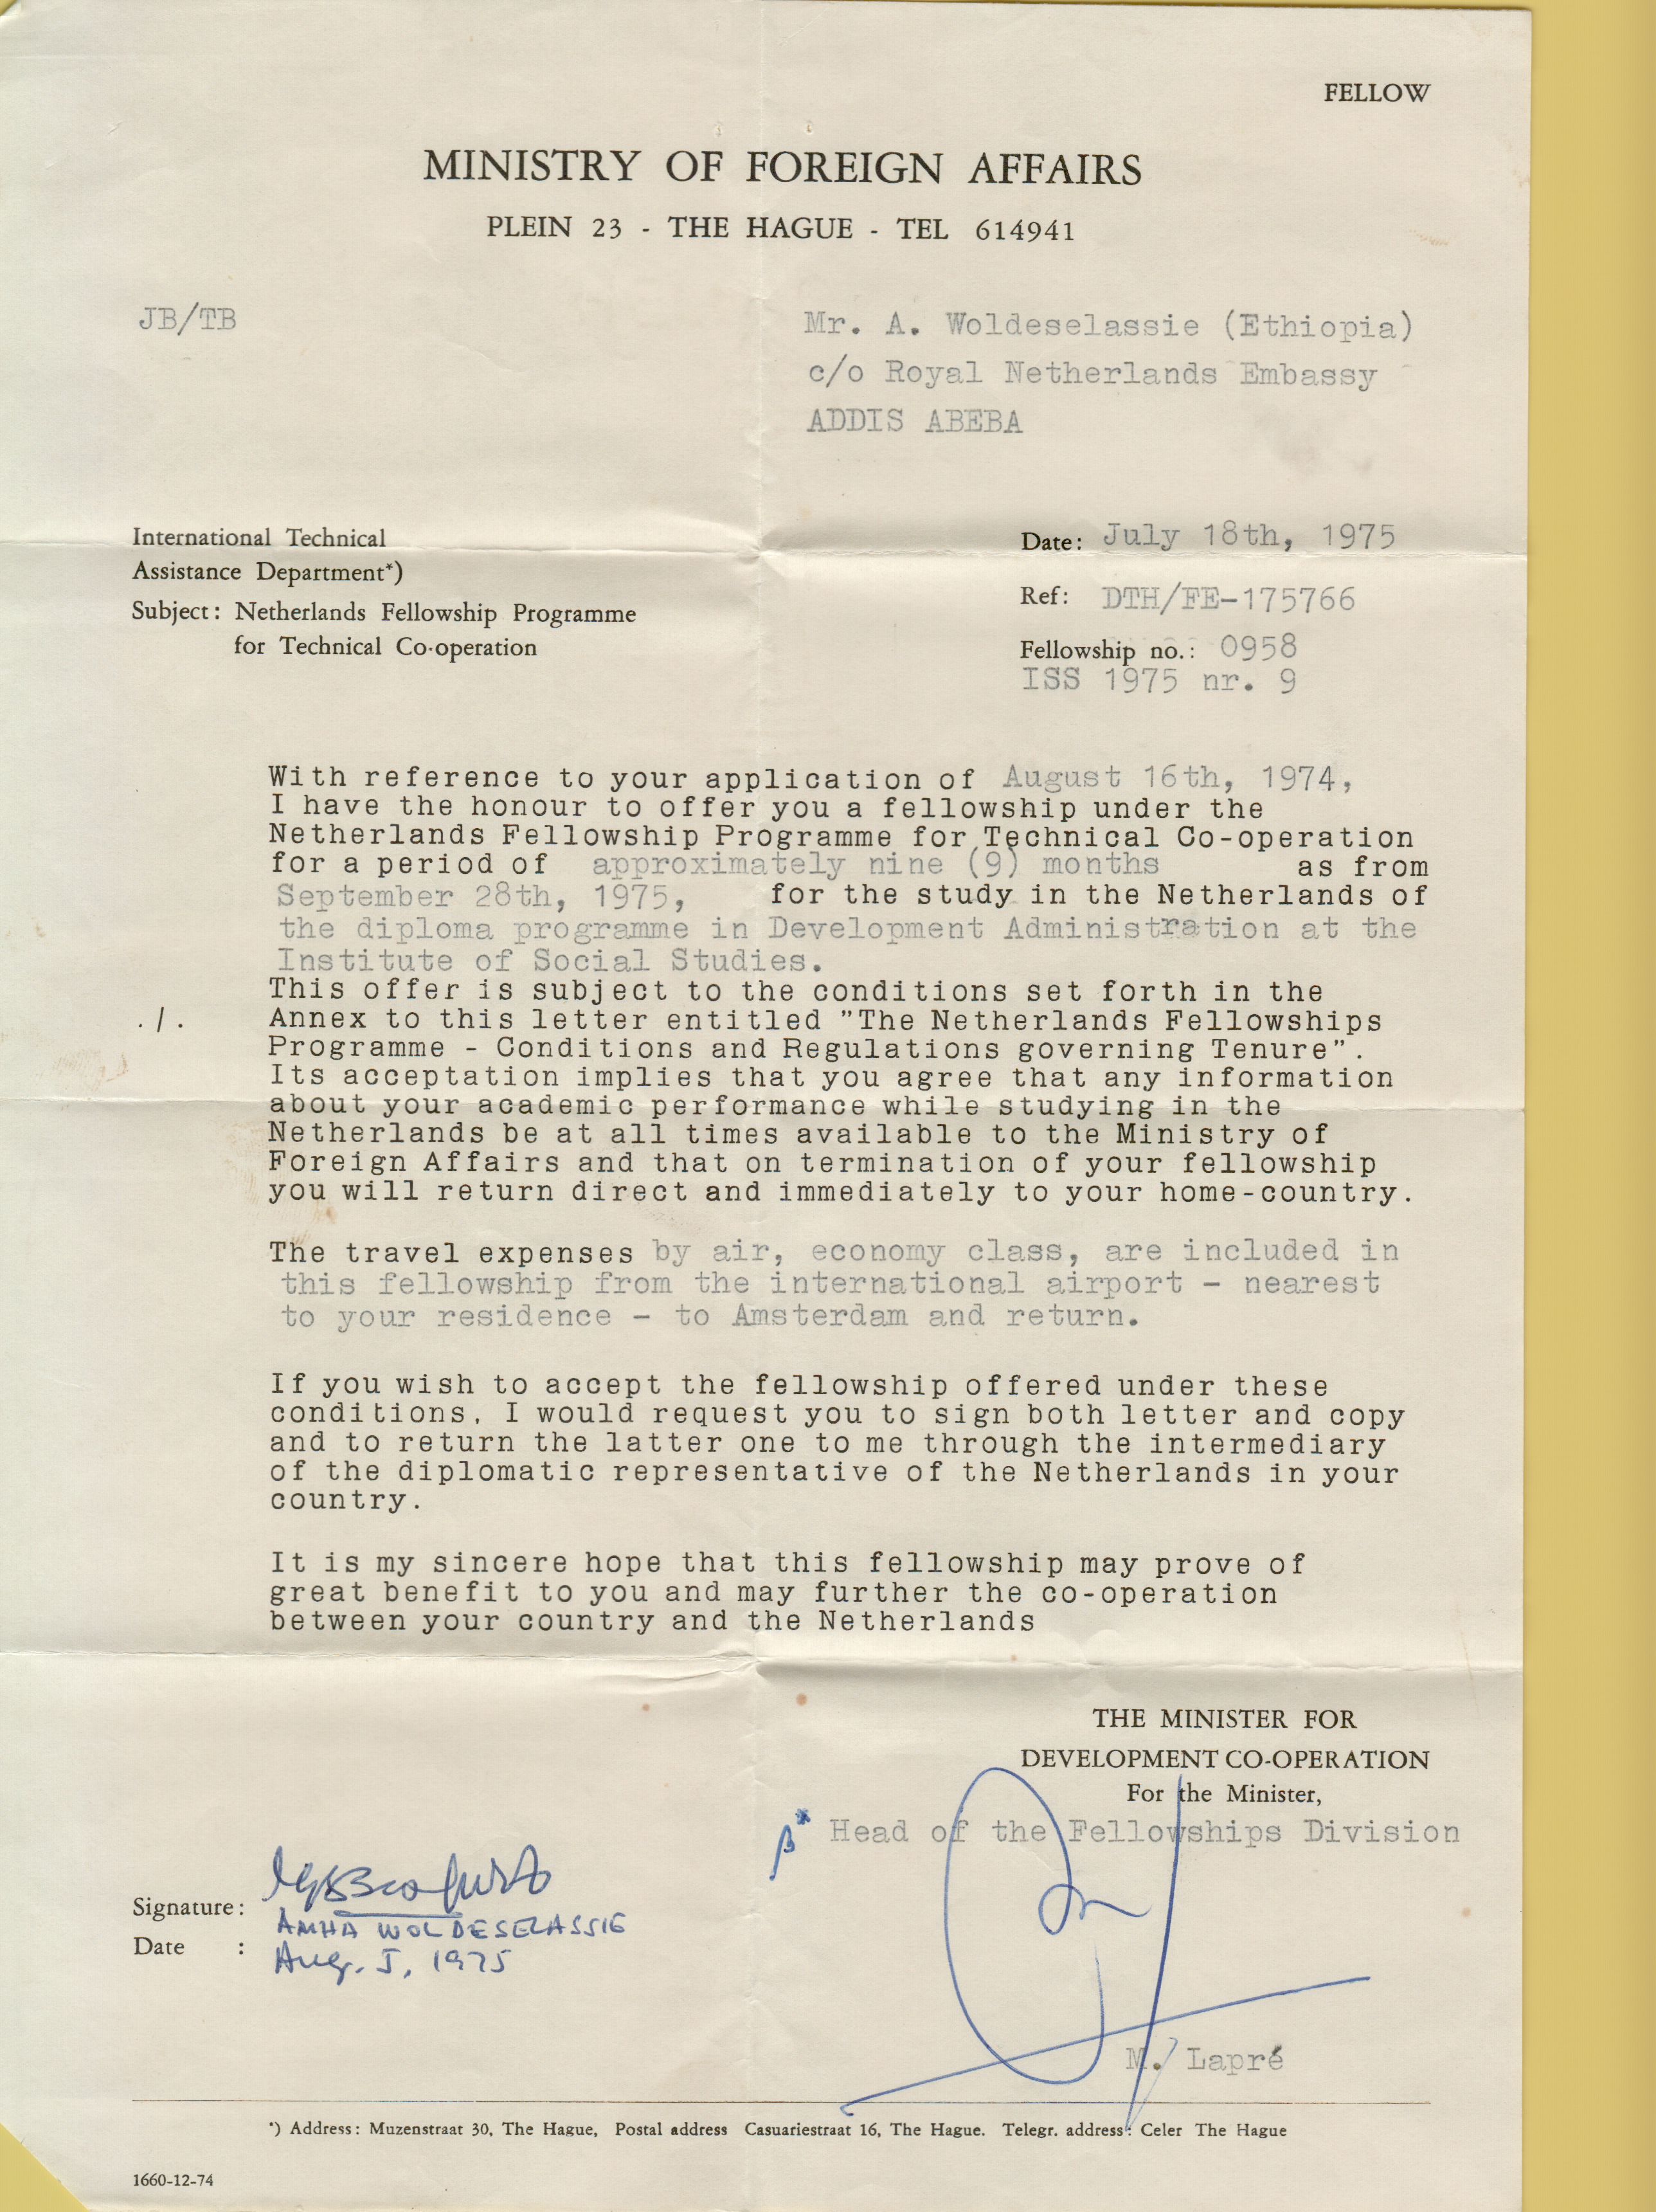 FELLOW
MINISTRY OF FOREIGN AFFAIRS
PLEIN 23 - THE HAGUE - TEL 614941
JB/TB
Mr. A. Woldeselassie (Ethiopia)
c/o Royal Netherlands Embassy
ADDIS ABEBA
International Technical
Assistance Department*)
Subject: Netherlands Fellowship Programme
for Technical Co-operation
Date: July 18th, 1975
Ref: DTH/FE-175766
Fellowship no.: 0958
ISS 1975 nr. 9
With reference to your application of August 16th, 1974,
I have the honour to offer you a fellowship under the
Netherlands Fellowship Programme for Technical Co-operation
for a period of approximately nine (9) months as from
September 28th, 1975, for the study in the Netherlands of
the diploma programme in Development Administration at the
Institute of Social Studies.
This offer is subject to the conditions set forth in the
./. Annex to this letter entitled "The Netherlands Fellowships
Programme - Conditions and Regulations governing Tenure".
Its acceptation implies that you agree that any information
about your academic performance while studying in the
Netherlands be at all times available to the Ministry of
Foreign Affairs and that on termination of your fellowship
you will return direct and immediately to your home-country.
The travel expenses by air, economy class, are included in
this fellowship from the international airport - nearest
to your residence - to Amsterdam and return.
If you wish to accept the fellowship offered under these
conditions, I would request you to sign both letter and copy
and to return the latter one to me through the intermediary
of the diplomatic representative of the Netherlands in your
country.
It is my sincere hope that this fellowship may prove of
great benefit to you and may further the co-operation
between your country and the Netherlands
THE MINISTER FOR
DEVELOPMENT CO-OPERATION
For the Minister,
Head of the Fellowships Division
Signature:
AMHA WOLDESELASSIE
Date : Aug. 5, 1975
M. Lapré
*) Address: Muzenstraat 30, The Hague, Postal address Casuariestraat 16, The Hague. Telegr. address: Celer The Hague
1660-12-74